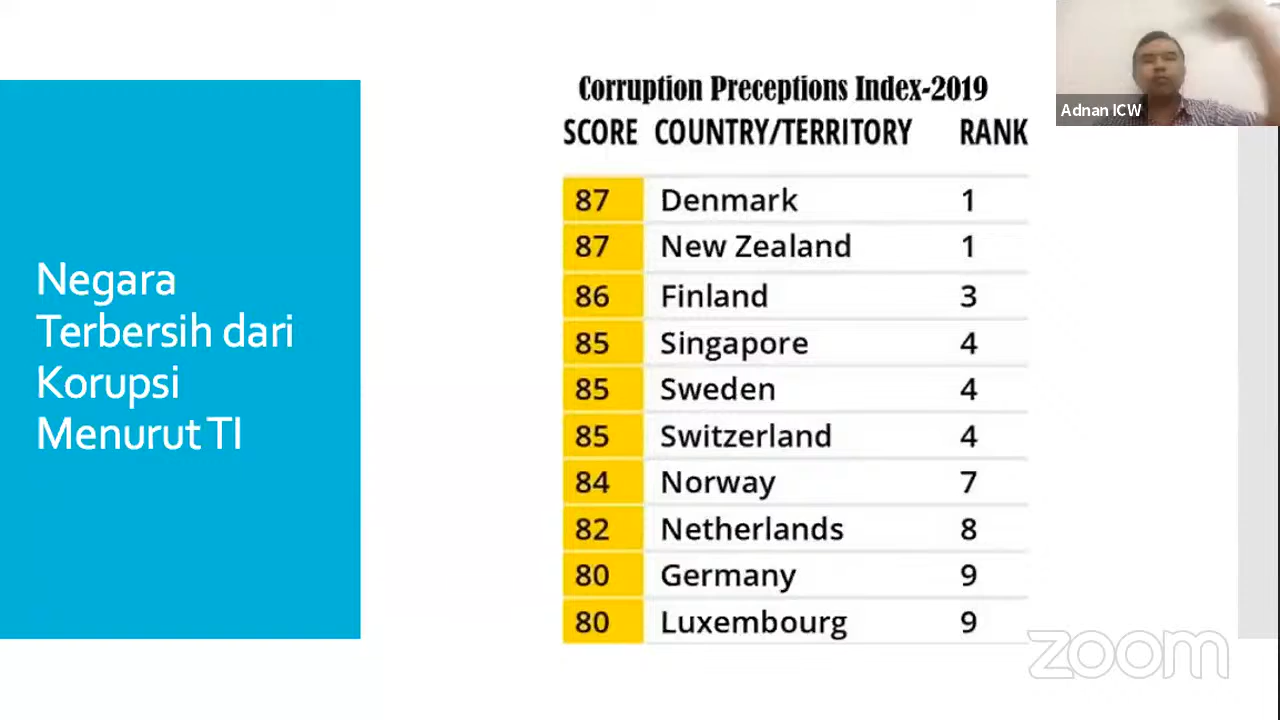 Negara
Terbersih dari
Korupsi
Menurut TI
Corruption Preceptions Index-2019
SCORE COUNTRY/TERRITORY RANK
87 Denmark 1
87 New Zealand 1
86 Finland 3
85 Singapore 4
85 Sweden 4
85 Switzerland 4
84 Norway 7
82 Netherlands 8
80 Germany 9
80 Luxembourg 9
Adnan ICW
zoom